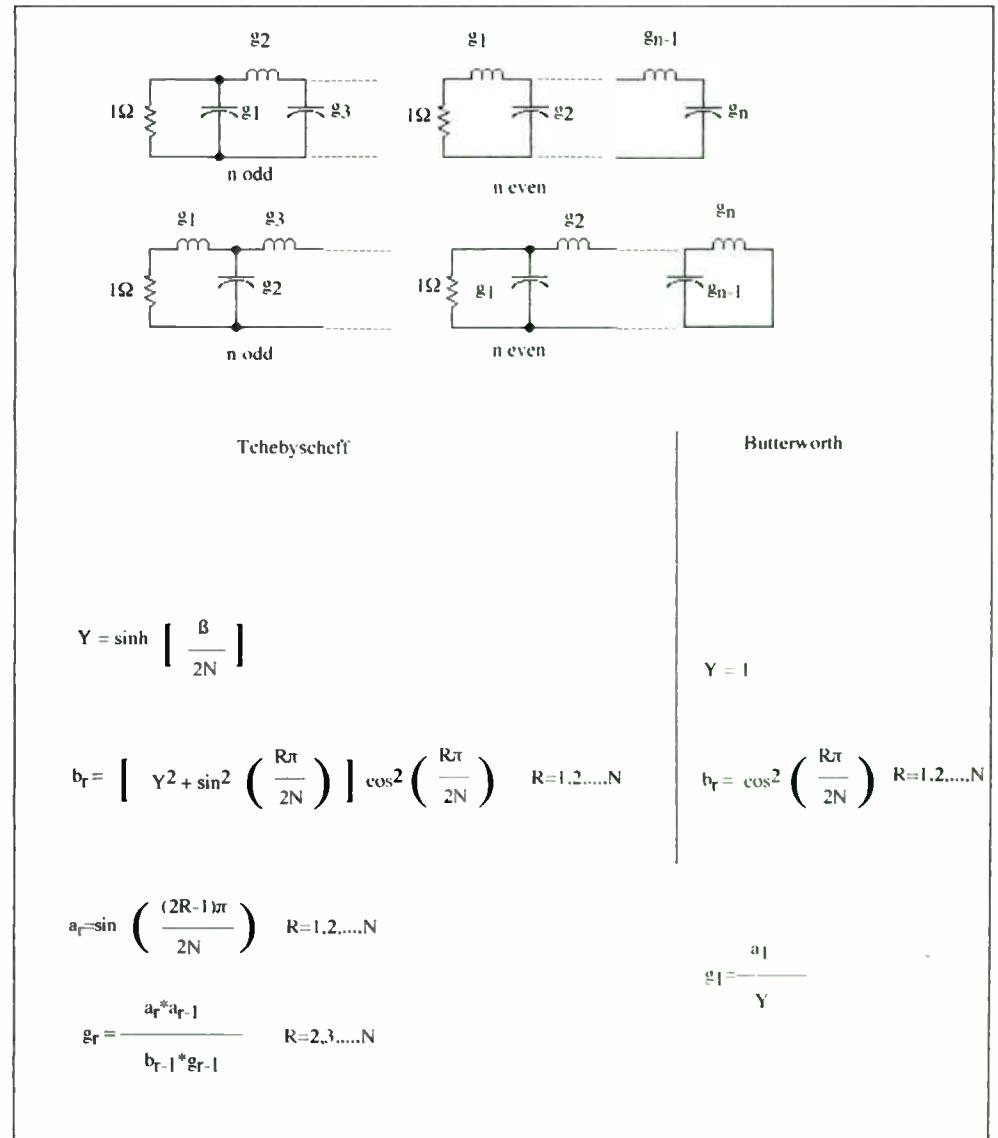 g2 g1 gn-1
1Ω g1 g3 1Ω g2 gn
n odd n even
g1 g3 g2 gn
1Ω g2 1Ω g1 gn-1
n odd n even
Tchebyscheff Butterworth
Y = sinh [ ß / 2N ]
Y = 1
br = [ Y2 + sin2 ( Rπ / 2N ) ] cos2 ( Rπ / 2N ) R=1,2,...,N
br = cos2 ( Rπ / 2N ) R=1,2,...,N
ar=sin ( (2R-1)π / 2N ) R=1,2,...,N
g1 = a1 / Y
gr = ar*ar-1 / br-1*gr-1 R=2,3,...,N